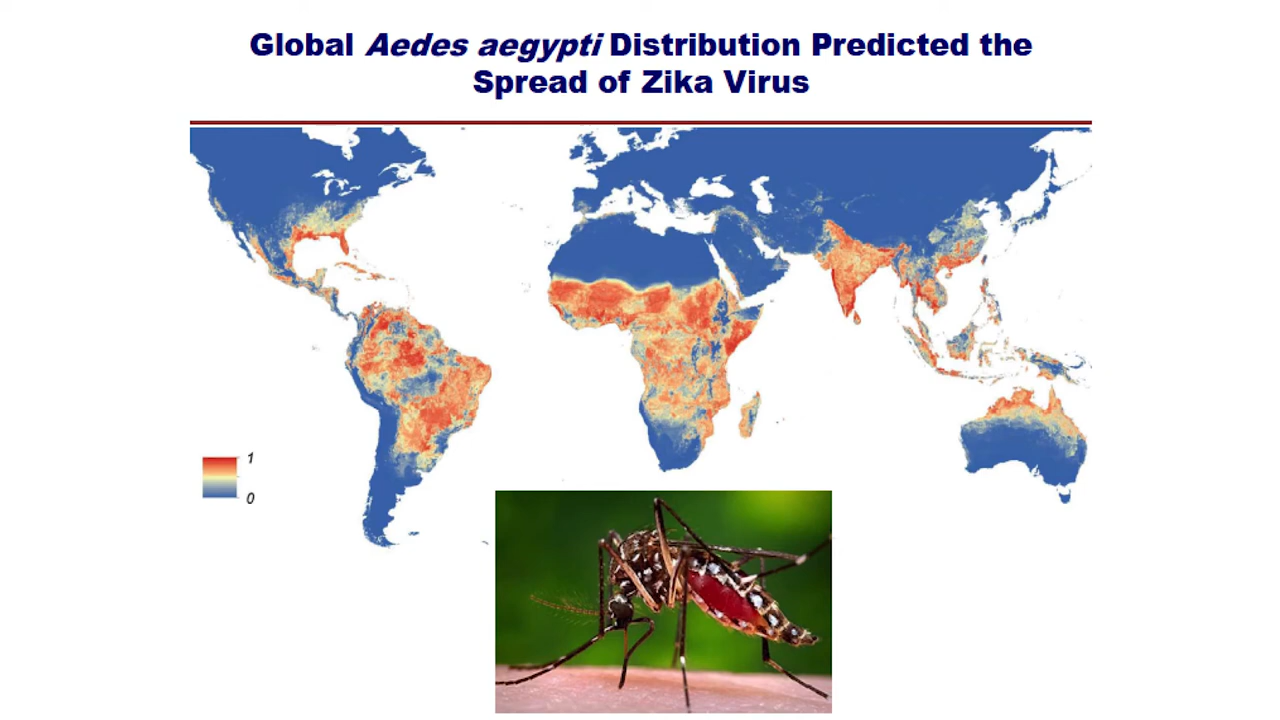 Global Aedes aegypti Distribution Predicted the
Spread of Zika Virus
1
0